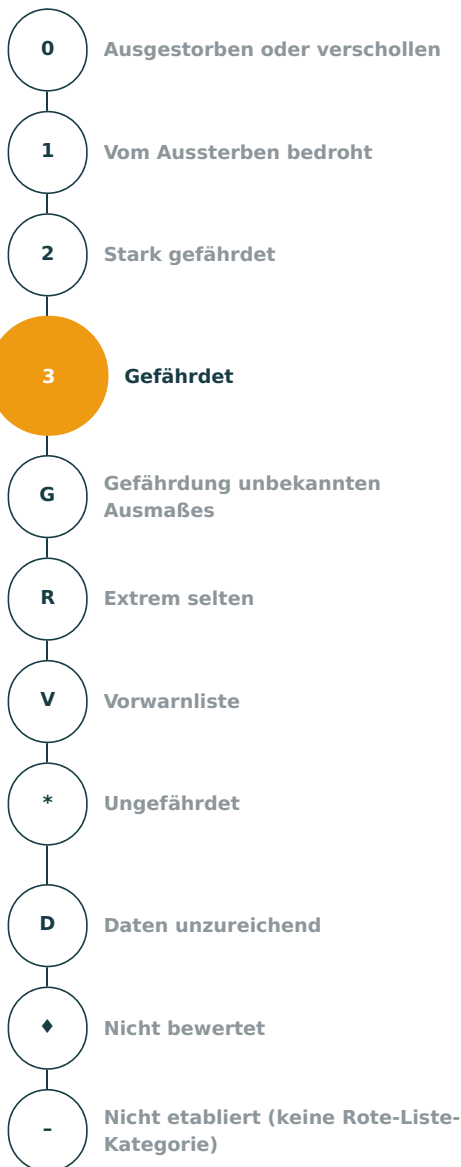 0 Ausgestorben oder verschollen
1 Vom Aussterben bedroht
2 Stark gefährdet
3 Gefährdet
G Gefährdung unbekannten
Ausmaßes
R Extrem selten
V Vorwarnliste
* Ungefährdet
D Daten unzureichend
♦ Nicht bewertet
– Nicht etabliert (keine Rote-Liste-
Kategorie)